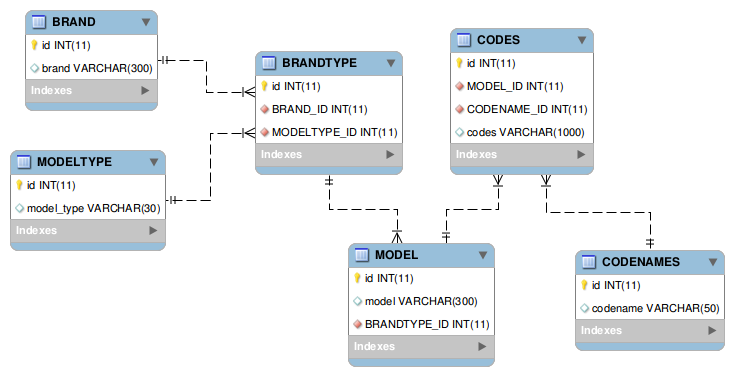 BRAND
id INT(11)
brand VARCHAR(300)
Indexes
MODELTYPE
id INT(11)
model_type VARCHAR(30)
Indexes
BRANDTYPE
id INT(11)
BRAND_ID INT(11)
MODELTYPE_ID INT(11)
Indexes
CODES
id INT(11)
MODEL_ID INT(11)
CODENAME_ID INT(11)
codes VARCHAR(1000)
Indexes
MODEL
id INT(11)
model VARCHAR(300)
BRANDTYPE_ID INT(11)
Indexes
CODENAMES
id INT(11)
codename VARCHAR(50)
Indexes